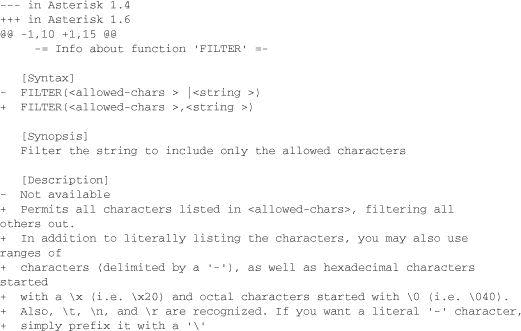 --- in Asterisk 1.4
+++ in Asterisk 1.6
@@ -1,10 +1,15 @@
-= Info about function 'FILTER' =-
[Syntax]
- FILTER(<allowed-chars > |<string >)
+ FILTER(<allowed-chars >,<string >)
[Synopsis]
Filter the string to include only the allowed characters
[Description]
- Not available
+ Permits all characters listed in <allowed-chars>, filtering all
others out.
+ In addition to literally listing the characters, you may also use
ranges of
+ characters (delimited by a '-'), as well as hexadecimal characters
started
+ with a \x (i.e. \x20) and octal characters started with \0 (i.e. \040).
+ Also, \t, \n, and \r are recognized. If you want a literal '-' character,
+ simply prefix it with a '\'